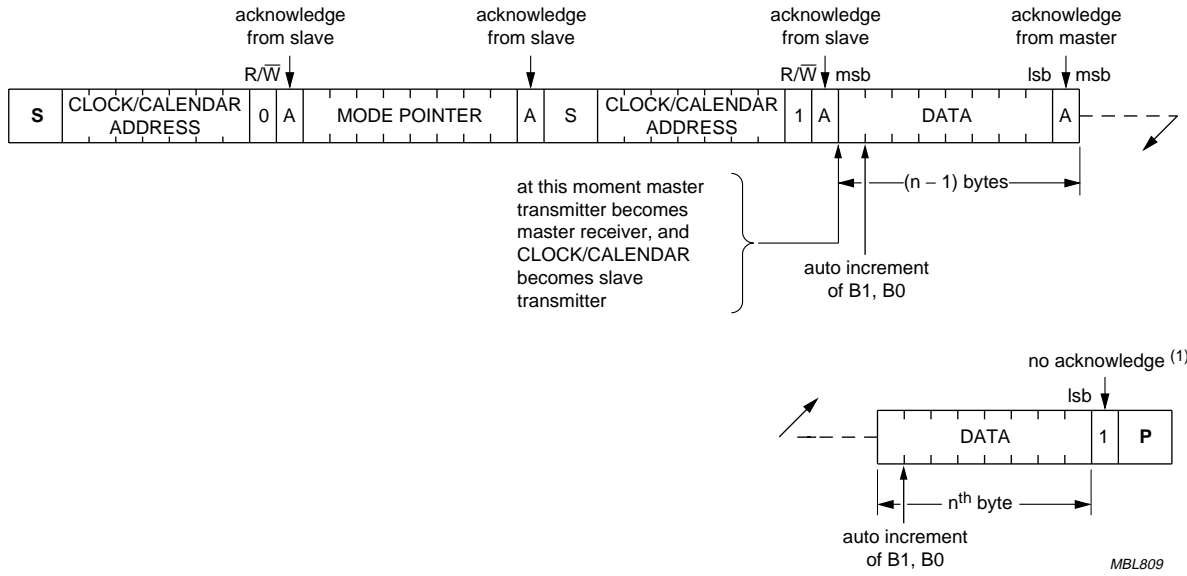 acknowledge from slave
acknowledge from slave
acknowledge from slave
acknowledge from master
R/W̅
R/W̅ msb
lsb msb
S CLOCK/CALENDAR ADDRESS 0 A MODE POINTER A S CLOCK/CALENDAR ADDRESS 1 A DATA A
(n − 1) bytes
at this moment master
transmitter becomes
master receiver, and
CLOCK/CALENDAR
becomes slave
transmitter
auto increment
of B1, B0
no acknowledge (1)
lsb
DATA 1 P
nth byte
auto increment
of B1, B0
MBL809